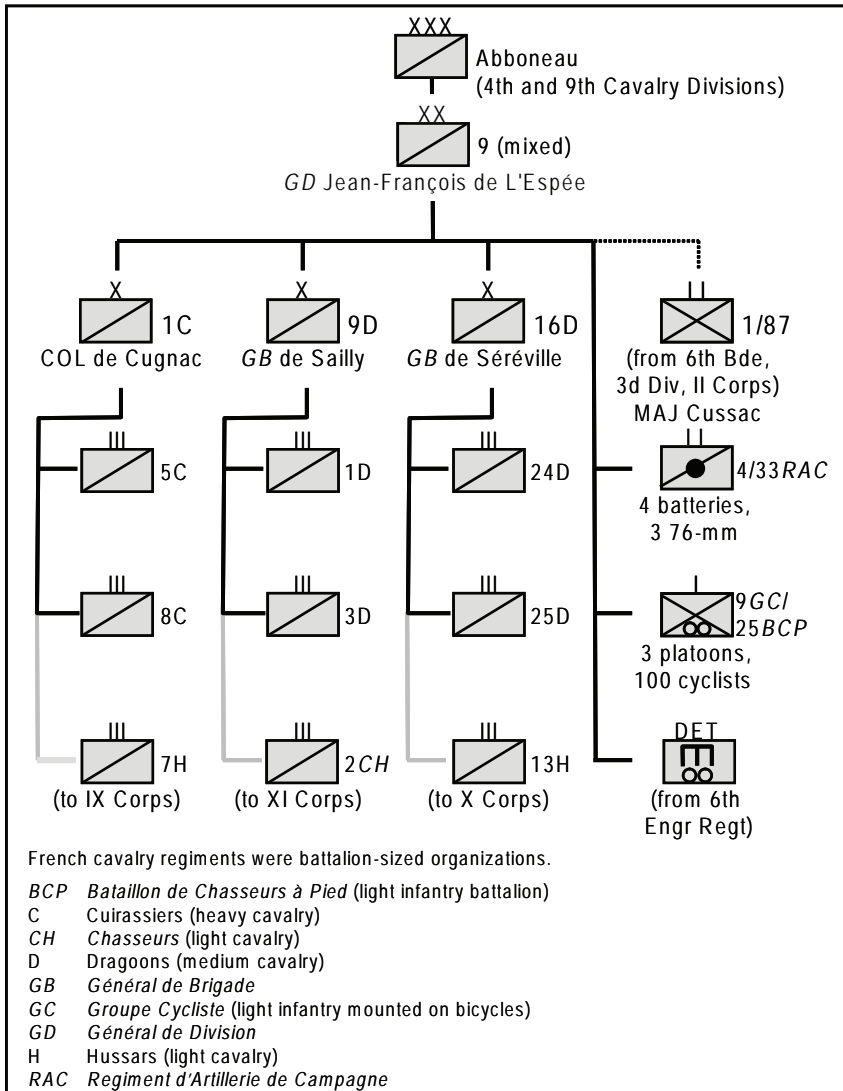 XXX
Abboneau
(4th and 9th Cavalry Divisions)
XX
9 (mixed)
GD Jean-François de L'Espée
X
1C
COL de Cugnac
X
9D
GB de Sailly
X
16D
GB de Séréville
II
1/87
(from 6th Bde,
3d Div, II Corps)
MAJ Cussac
III
5C
III
1D
III
24D
II
4/33RAC
4 batteries,
3 76-mm
III
8C
III
3D
III
25D
I
9GC/
25BCP
3 platoons,
100 cyclists
III
7H
(to IX Corps)
III
2CH
(to XI Corps)
III
13H
(to X Corps)
DET
(from 6th
Engr Regt)
French cavalry regiments were battalion-sized organizations.
BCP Bataillon de Chasseurs à Pied (light infantry battalion)
C Cuirassiers (heavy cavalry)
CH Chasseurs (light cavalry)
D Dragoons (medium cavalry)
GB Général de Brigade
GC Groupe Cycliste (light infantry mounted on bicycles)
GD Général de Division
H Hussars (light cavalry)
RAC Regiment d'Artillerie de Campagne